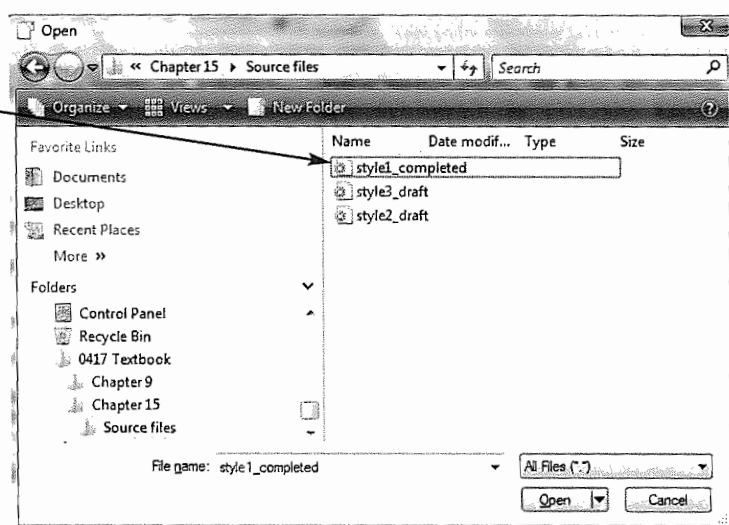 Open
« Chapter 15 ▸ Source files
Search
Organize Views New Folder
Favorite Links
Documents
Desktop
Recent Places
More »
Folders
Control Panel
Recycle Bin
0417 Textbook
Chapter 9
Chapter 15
Source files
Name Date modif... Type Size
style1_completed
style3_draft
style2_draft
File name: style1_completed
All Files (*.*)
Open Cancel